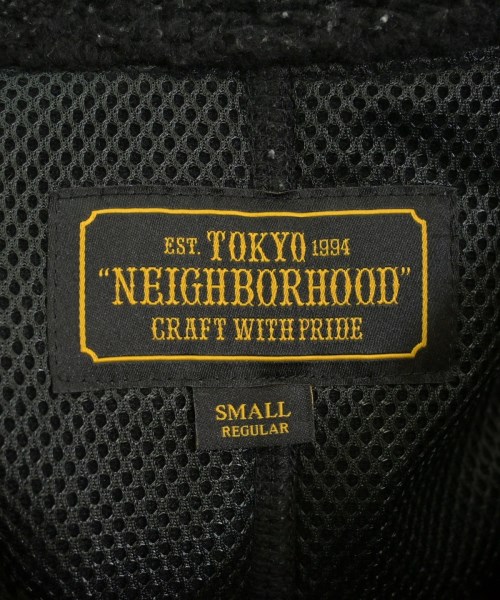 EST. TOKYO 1994
"NEIGHBORHOOD"
CRAFT WITH PRIDE
SMALL
REGULAR